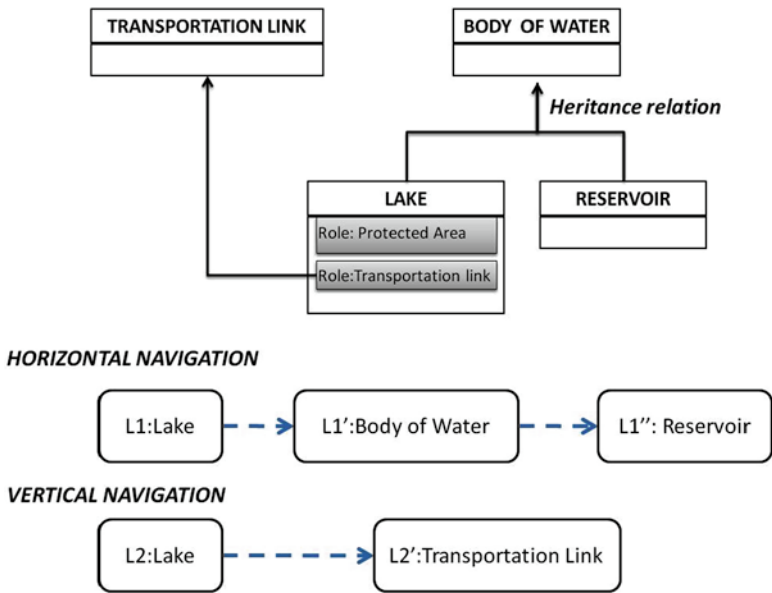 TRANSPORTATION LINK
BODY OF WATER
Heritance relation
LAKE
RESERVOIR
Role: Protected Area
Role:Transportation link
HORIZONTAL NAVIGATION
L1:Lake
L1':Body of Water
L1'': Reservoir
VERTICAL NAVIGATION
L2:Lake
L2':Transportation Link